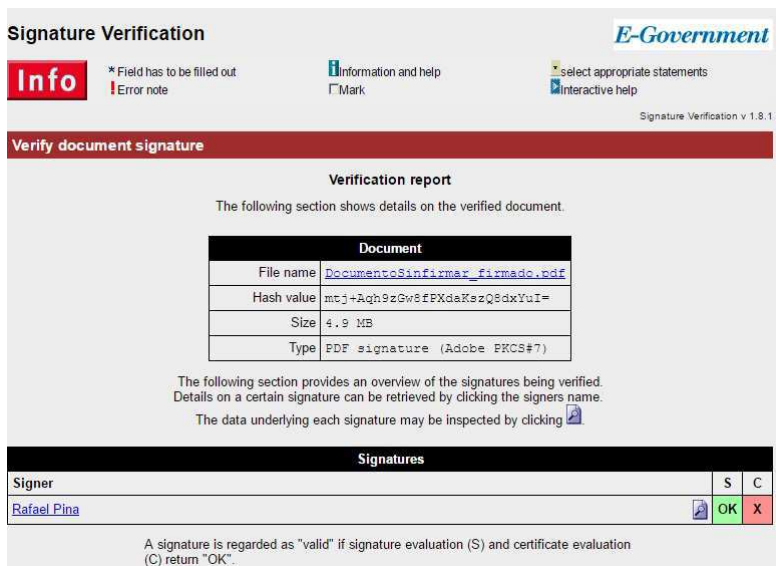 Signature Verification
E-Government
Info
* Field has to be filled out
! Error note
i Information and help
Mark
* select appropriate statements
Interactive help
Signature Verification v 1.8.1
Verify document signature
Verification report
The following section shows details on the verified document.
Document
File name DocumentoSinfirmar_firmado.pdf
Hash value mtj+Aqh9zGw8fPXdaKszQ8dxYuI=
Size 4.9 MB
Type PDF signature (Adobe PKCS#7)
The following section provides an overview of the signatures being verified.
Details on a certain signature can be retrieved by clicking the signers name.
The data underlying each signature may be inspected by clicking .
Signatures
Signer S C
Rafael Pina OK X
A signature is regarded as "valid" if signature evaluation (S) and certificate evaluation
(C) return "OK".